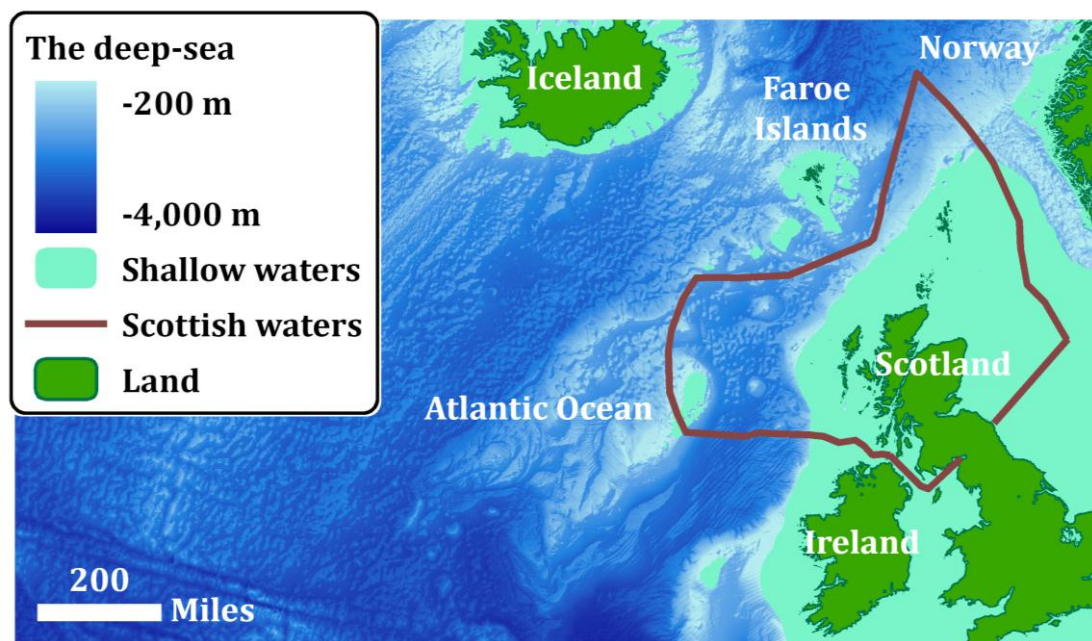 The deep-sea
-200 m
-4,000 m
Shallow waters
Scottish waters
Land
Iceland
Norway
Faroe
Islands
Scotland
Atlantic Ocean
Ireland
200
Miles